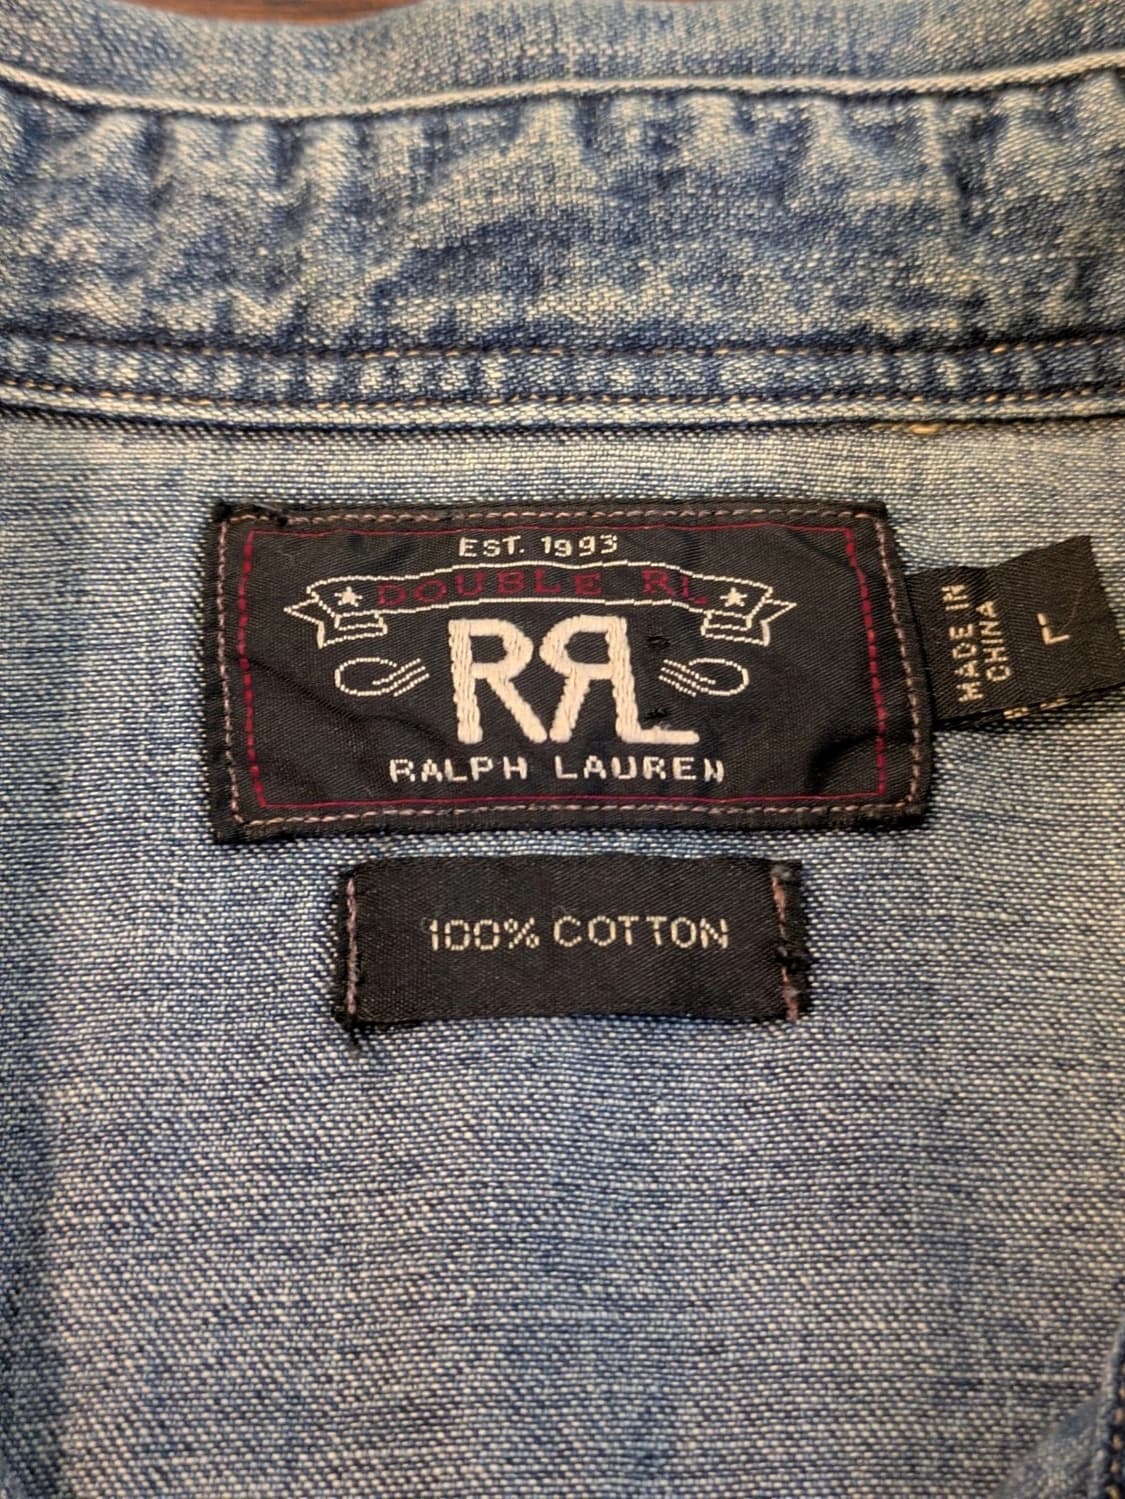 EST. 1993
DOUBLE RL
RRL
RALPH LAUREN
MADE IN
CHINA
L
100% COTTON